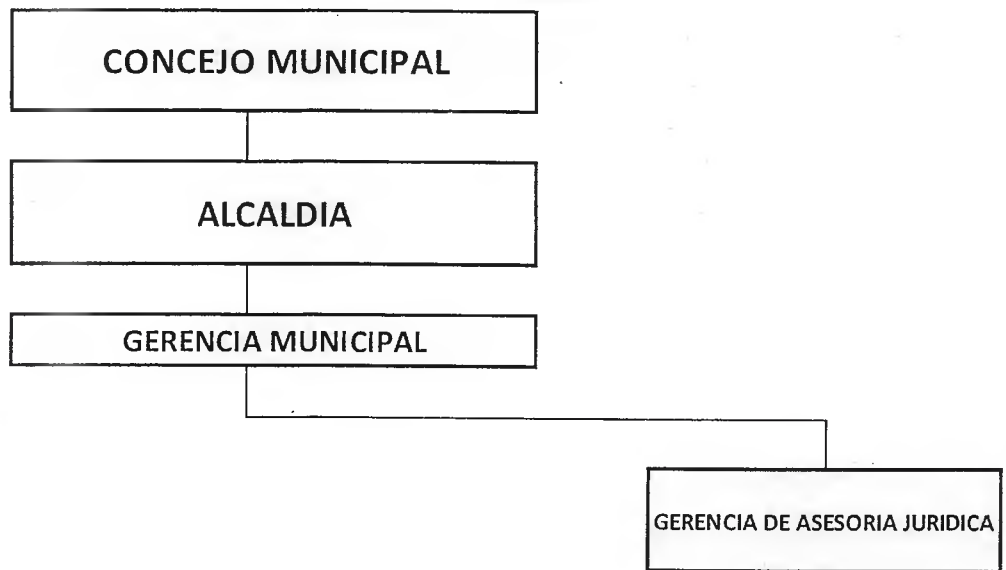 CONCEJO MUNICIPAL
ALCALDIA
GERENCIA MUNICIPAL
GERENCIA DE ASESORIA JURIDICA